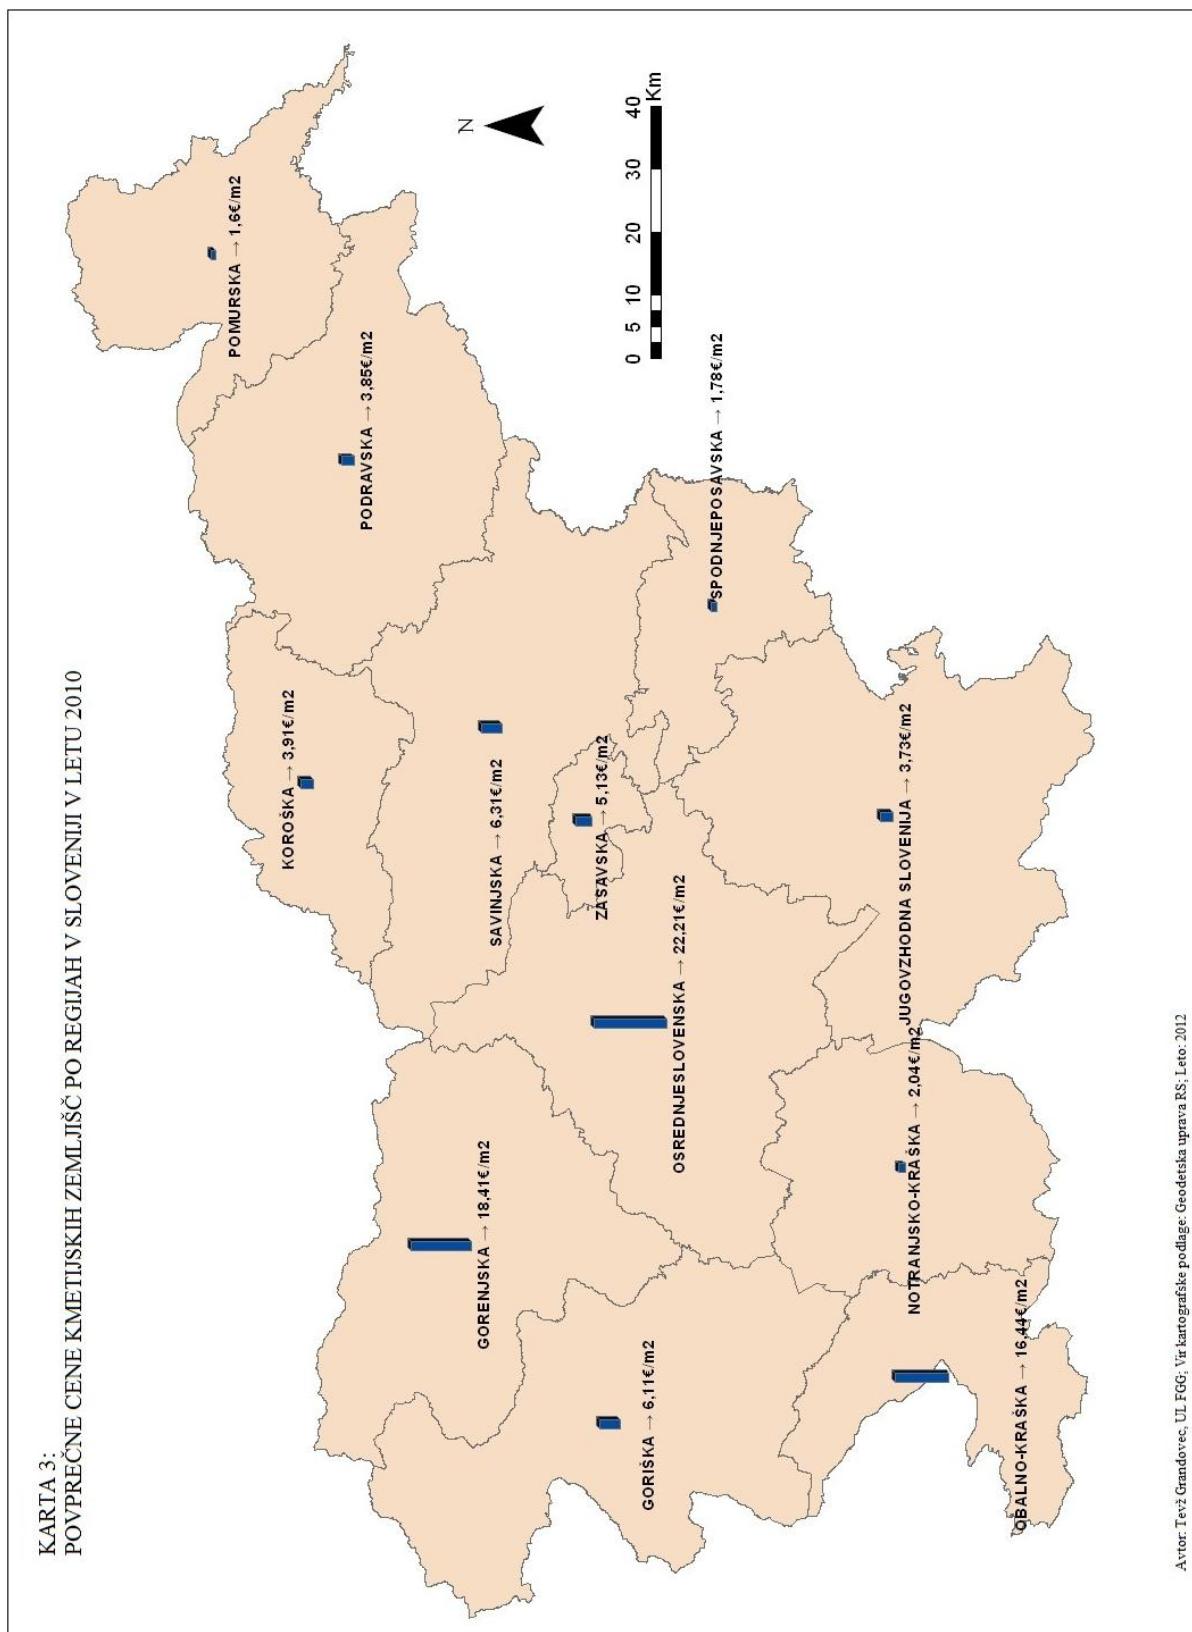 KARTA 3:
POVPREČNE CENE KMETIJSKIH ZEMLJIŠČ PO REGIJAH V SLOVENIJI V LETU 2010
POMURSKA → 1,6€/m2
KOROŠKA → 3,91€/m2
PODRAVSKA → 3,85€/m2
N
GORENJSKA → 18,41€/m2
SAVINJSKA → 6,31€/m2
ZASAVSKA → 5,13€/m2
GORIŠKA → 6,11€/m2
0 5 10 20 30 40
Km
OSREDNJESLOVENSKA → 22,21€/m2
SPODNJEPOSAVSKA → 1,78€/m2
JUGOVZHODNA SLOVENIJA → 3,73€/m2
NOTRANJSKO-KRAŠKA → 2,04€/m2
OBALNO-KRAŠKA → 16,44€/m2
Avtor: Tevž Grandovec, UL FGG; Vir kartografske podlage: Geodetska uprava RS; Leto: 2012